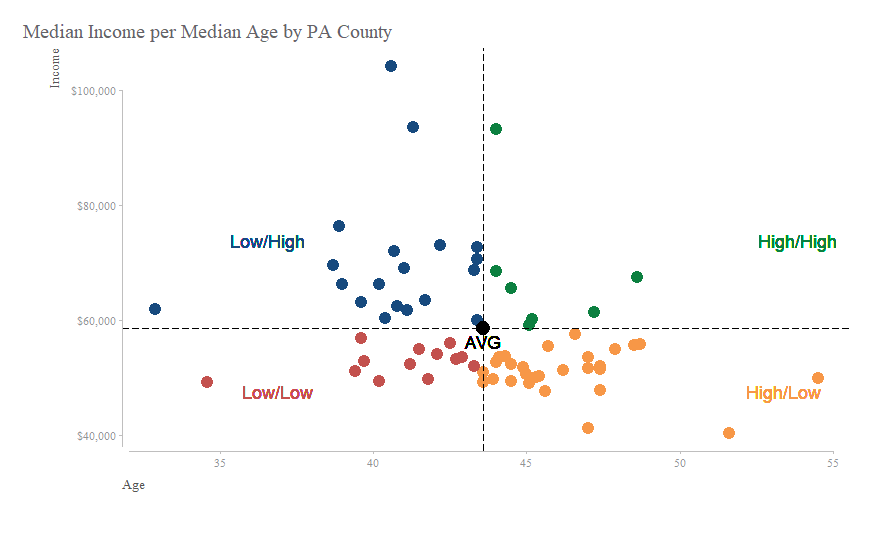 Median Income per Median Age by PA County
Income
$100,000
$80,000
Low/High
High/High
$60,000
AVG
Low/Low
High/Low
$40,000
35
40
45
50
55
Age